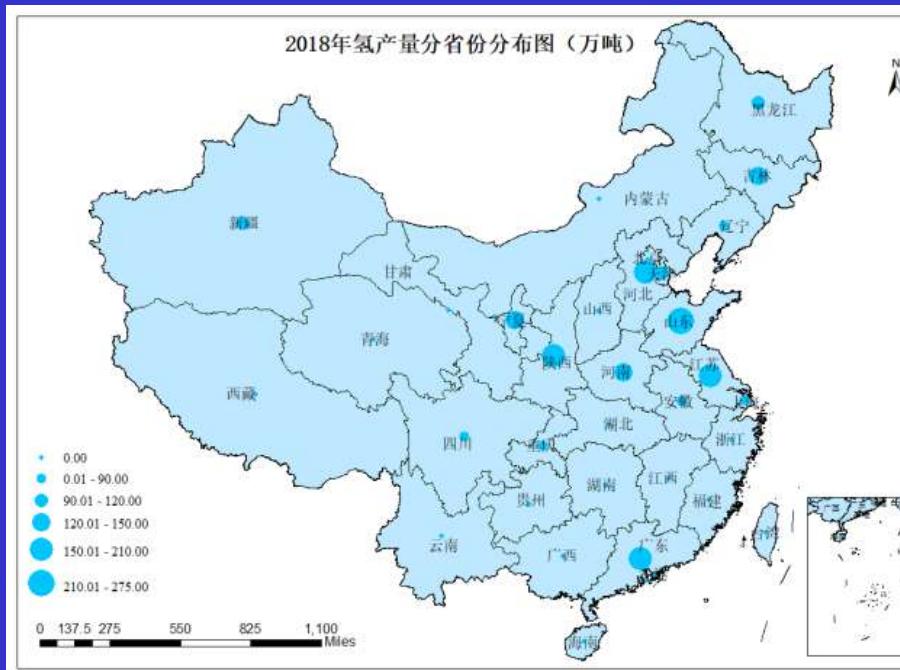 2018年氢产量分省份分布图（万吨）
N
黑龙江
吉林
内蒙古
辽宁
新疆
北京
甘肃
河北
山西
宁夏
山东
青海
陕西
河南
江苏
西藏
安徽
湖北
四川
重庆
浙江
湖南
江西
贵州
福建
云南
广西
广东
台湾
海南
0.00
0.01 - 90.00
90.01 - 120.00
120.01 - 150.00
150.01 - 210.00
210.01 - 275.00
0 137.5 275 550 825 1,100
Miles